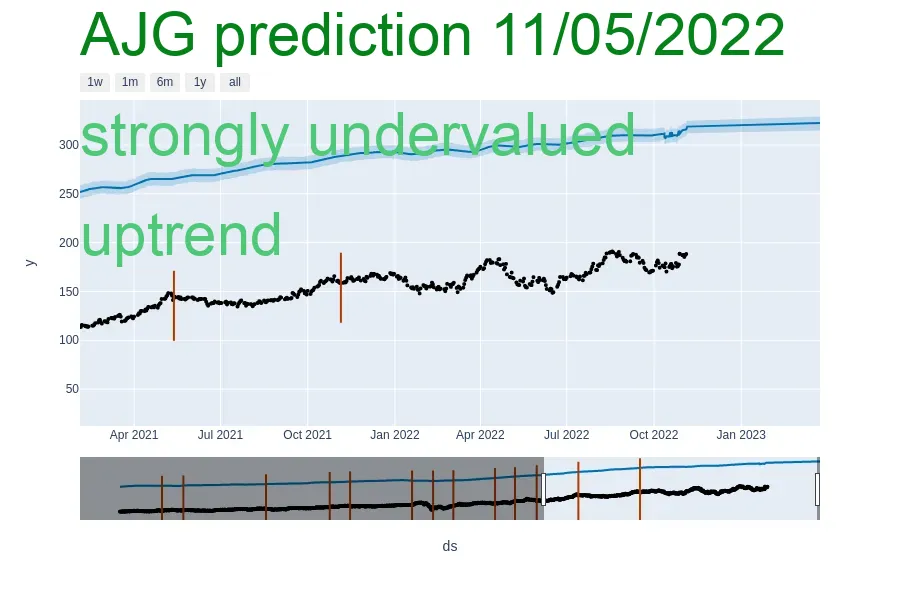 AJG prediction 11/05/2022
1w 1m 6m 1y all
strongly undervalued
300
250
uptrend
200
y
150
100
50
Apr 2021 Jul 2021 Oct 2021 Jan 2022 Apr 2022 Jul 2022 Oct 2022 Jan 2023
ds